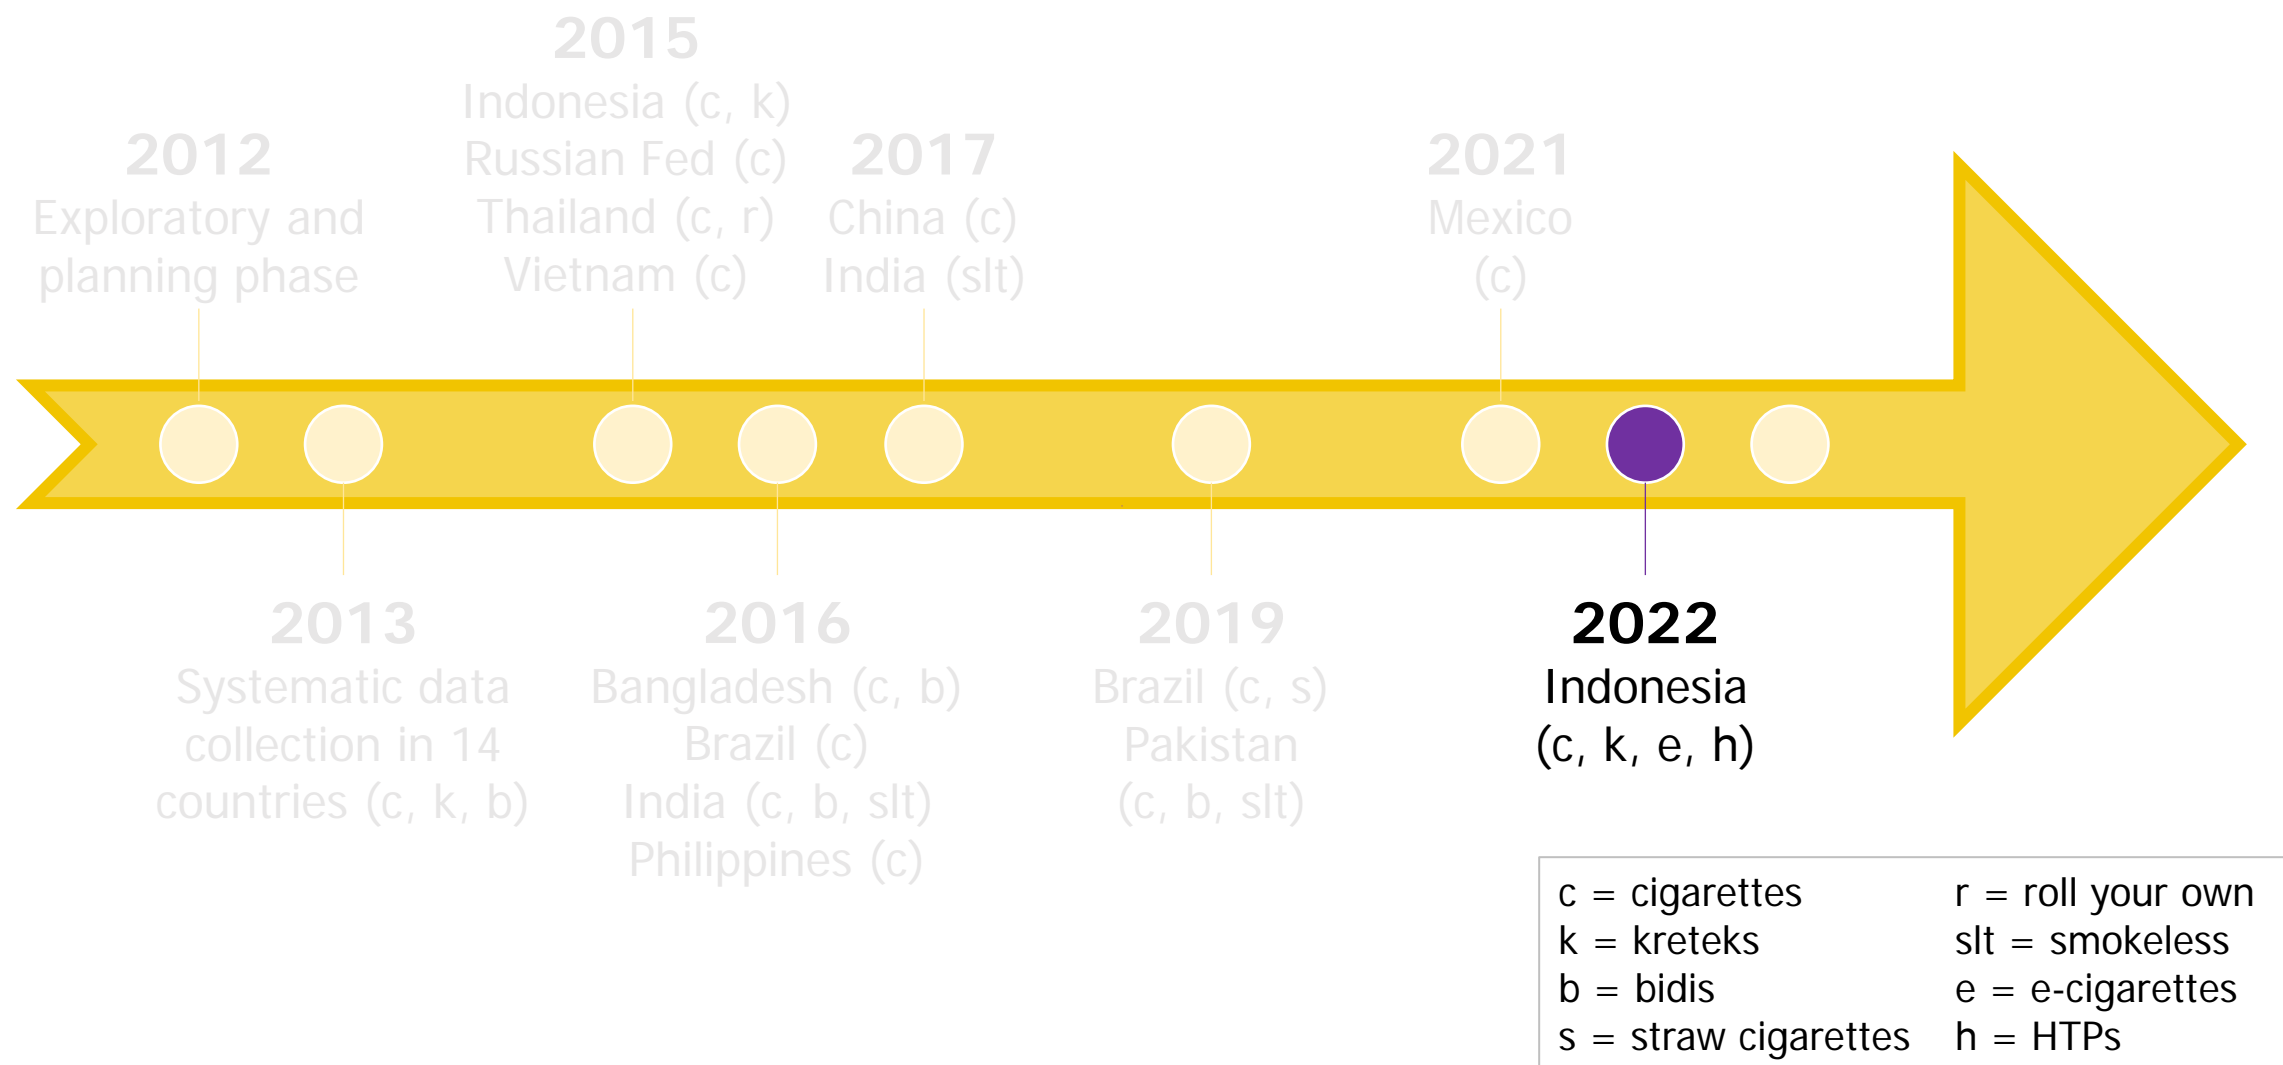 2012
Exploratory and
planning phase
2013
Systematic data
collection in 14
countries (c, k, b)
2015
Indonesia (c, k)
Russian Fed (c)
Thailand (c, r)
Vietnam (c)
2016
Bangladesh (c, b)
Brazil (c)
India (c, b, slt)
Philippines (c)
2017
China (c)
India (slt)
2019
Brazil (c, s)
Pakistan
(c, b, slt)
2021
Mexico
(c)
2022
Indonesia
(c, k, e, h)
c = cigarettes
k = kreteks
b = bidis
s = straw cigarettes
r = roll your own
slt = smokeless
e = e-cigarettes
h = HTPs